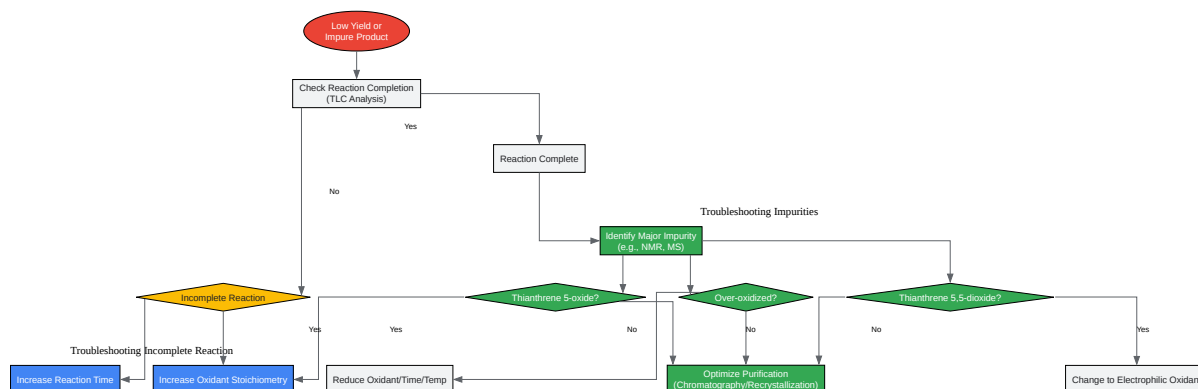 Low Yield or
Impure Product
Check Reaction Completion
(TLC Analysis)
Yes
Reaction Complete
No
Troubleshooting Impurities
Identify Major Impurity
(e.g., NMR, MS)
Incomplete Reaction
Thianthrene 5-oxide?
Over-oxidized?
Thianthrene 5,5-dioxide?
Yes
Yes
No
No
No
Yes
Troubleshooting Incomplete Reaction
Increase Reaction Time
Increase Oxidant Stoichiometry
Reduce Oxidant/Time/Temp
Optimize Purification
(Chromatography/Recrystallization)
Change to Electrophilic Oxidant